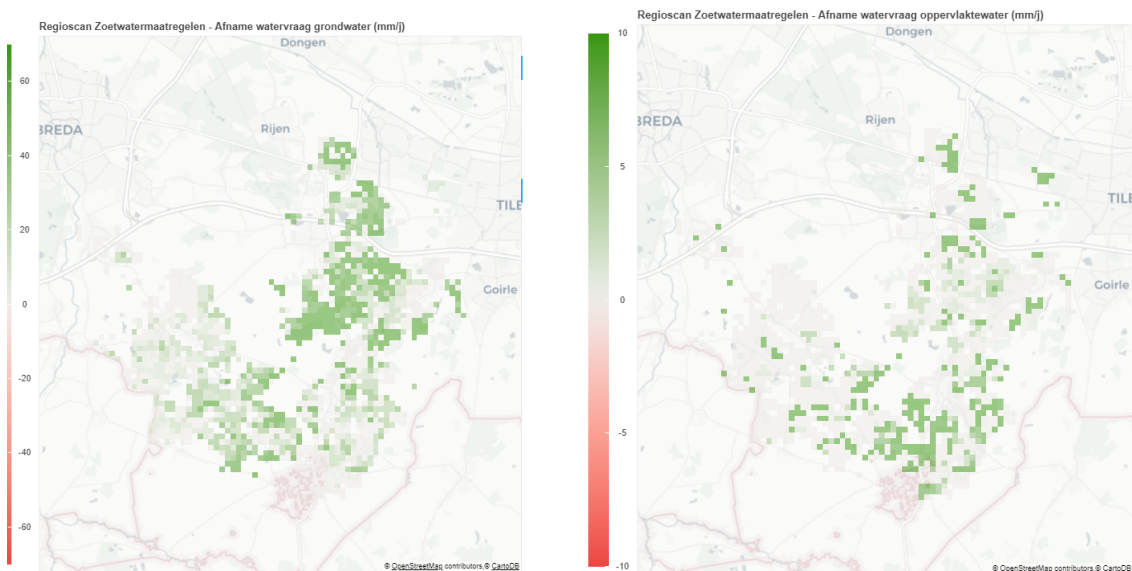 Regioscan Zoetwatermaatregelen - Afname watervraag grondwater (mm/j)
60
40
20
0
-20
-40
-60
Dongen
BREDA
Rijen
TILE
Goirle
© OpenStreetMap contributors,© CartoDB
Regioscan Zoetwatermaatregelen - Afname watervraag oppervlaktewater (mm/j)
10
5
0
-5
-10
Dongen
BREDA
Rijen
TILE
Goirle
© OpenStreetMap contributors,© CartoDB